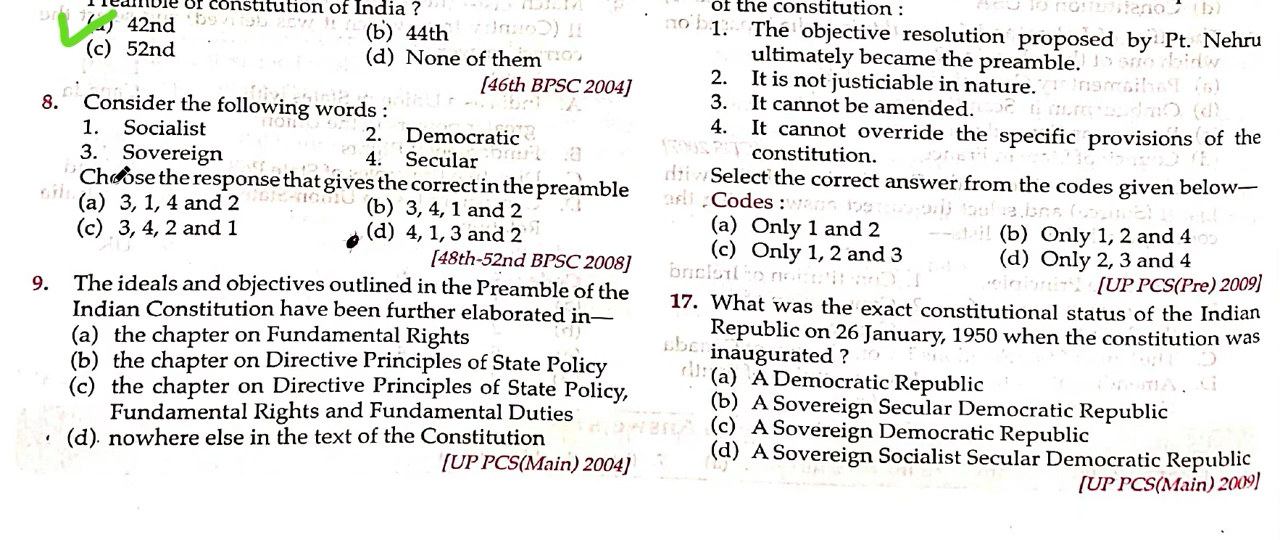 Preamble of constitution of India ?
(a) 42nd (b) 44th
(c) 52nd (d) None of them
[46th BPSC 2004]
8. Consider the following words :
1. Socialist 2. Democratic
3. Sovereign 4. Secular
Choose the response that gives the correct in the preamble
(a) 3, 1, 4 and 2 (b) 3, 4, 1 and 2
(c) 3, 4, 2 and 1 (d) 4, 1, 3 and 2
[48th-52nd BPSC 2008]
9. The ideals and objectives outlined in the Preamble of the
Indian Constitution have been further elaborated in—
(a) the chapter on Fundamental Rights
(b) the chapter on Directive Principles of State Policy
(c) the chapter on Directive Principles of State Policy,
Fundamental Rights and Fundamental Duties
(d) nowhere else in the text of the Constitution
[UP PCS(Main) 2004]
of the constitution :
1. The objective resolution proposed by Pt. Nehru
ultimately became the preamble.
2. It is not justiciable in nature.
3. It cannot be amended.
4. It cannot override the specific provisions of the
constitution.
Select the correct answer from the codes given below—
Codes :
(a) Only 1 and 2 (b) Only 1, 2 and 4
(c) Only 1, 2 and 3 (d) Only 2, 3 and 4
[UP PCS(Pre) 2009]
17. What was the exact constitutional status of the Indian
Republic on 26 January, 1950 when the constitution was
inaugurated ?
(a) A Democratic Republic
(b) A Sovereign Secular Democratic Republic
(c) A Sovereign Democratic Republic
(d) A Sovereign Socialist Secular Democratic Republic
[UP PCS(Main) 2009]